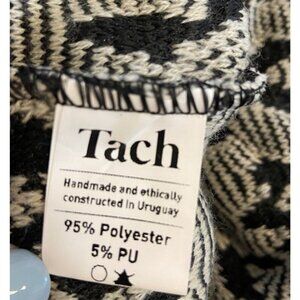 Tach
Handmade and ethically
constructed in Uruguay
95% Polyester
5% PU